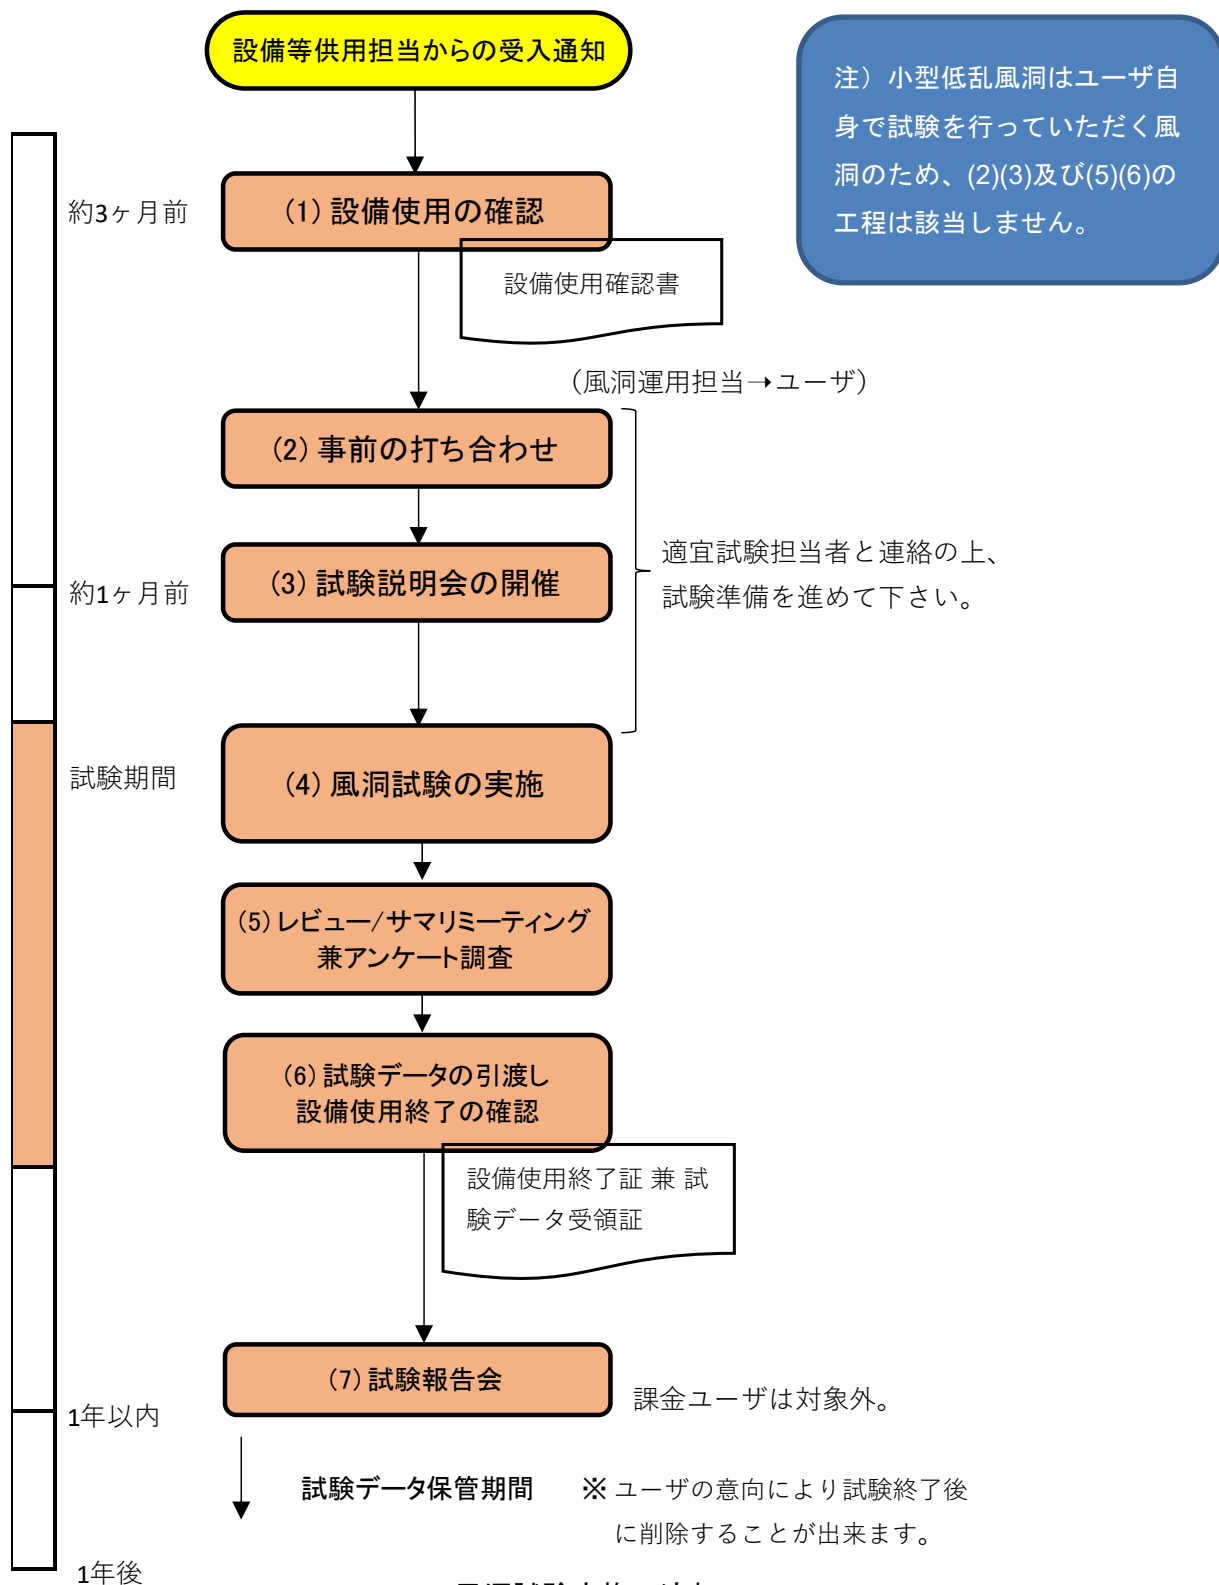 設備等供用担当からの受入通知
注）小型低乱風洞はユーザ自
身で試験を行っていただく風
洞のため、(2)(3)及び(5)(6)の
工程は該当しません。
約3ヶ月前
(1) 設備使用の確認
設備使用確認書
（風洞運用担当→ユーザ）
(2) 事前の打ち合わせ
適宜試験担当者と連絡の上、
試験準備を進めて下さい。
約1ヶ月前
(3) 試験説明会の開催
試験期間
(4) 風洞試験の実施
(5) レビュー/サマリミーティング
兼アンケート調査
(6) 試験データの引渡し
設備使用終了の確認
設備使用終了証 兼 試
験データ受領証
(7) 試験報告会
課金ユーザは対象外。
1年以内
試験データ保管期間
※ ユーザの意向により試験終了後
に削除することが出来ます。
1年後